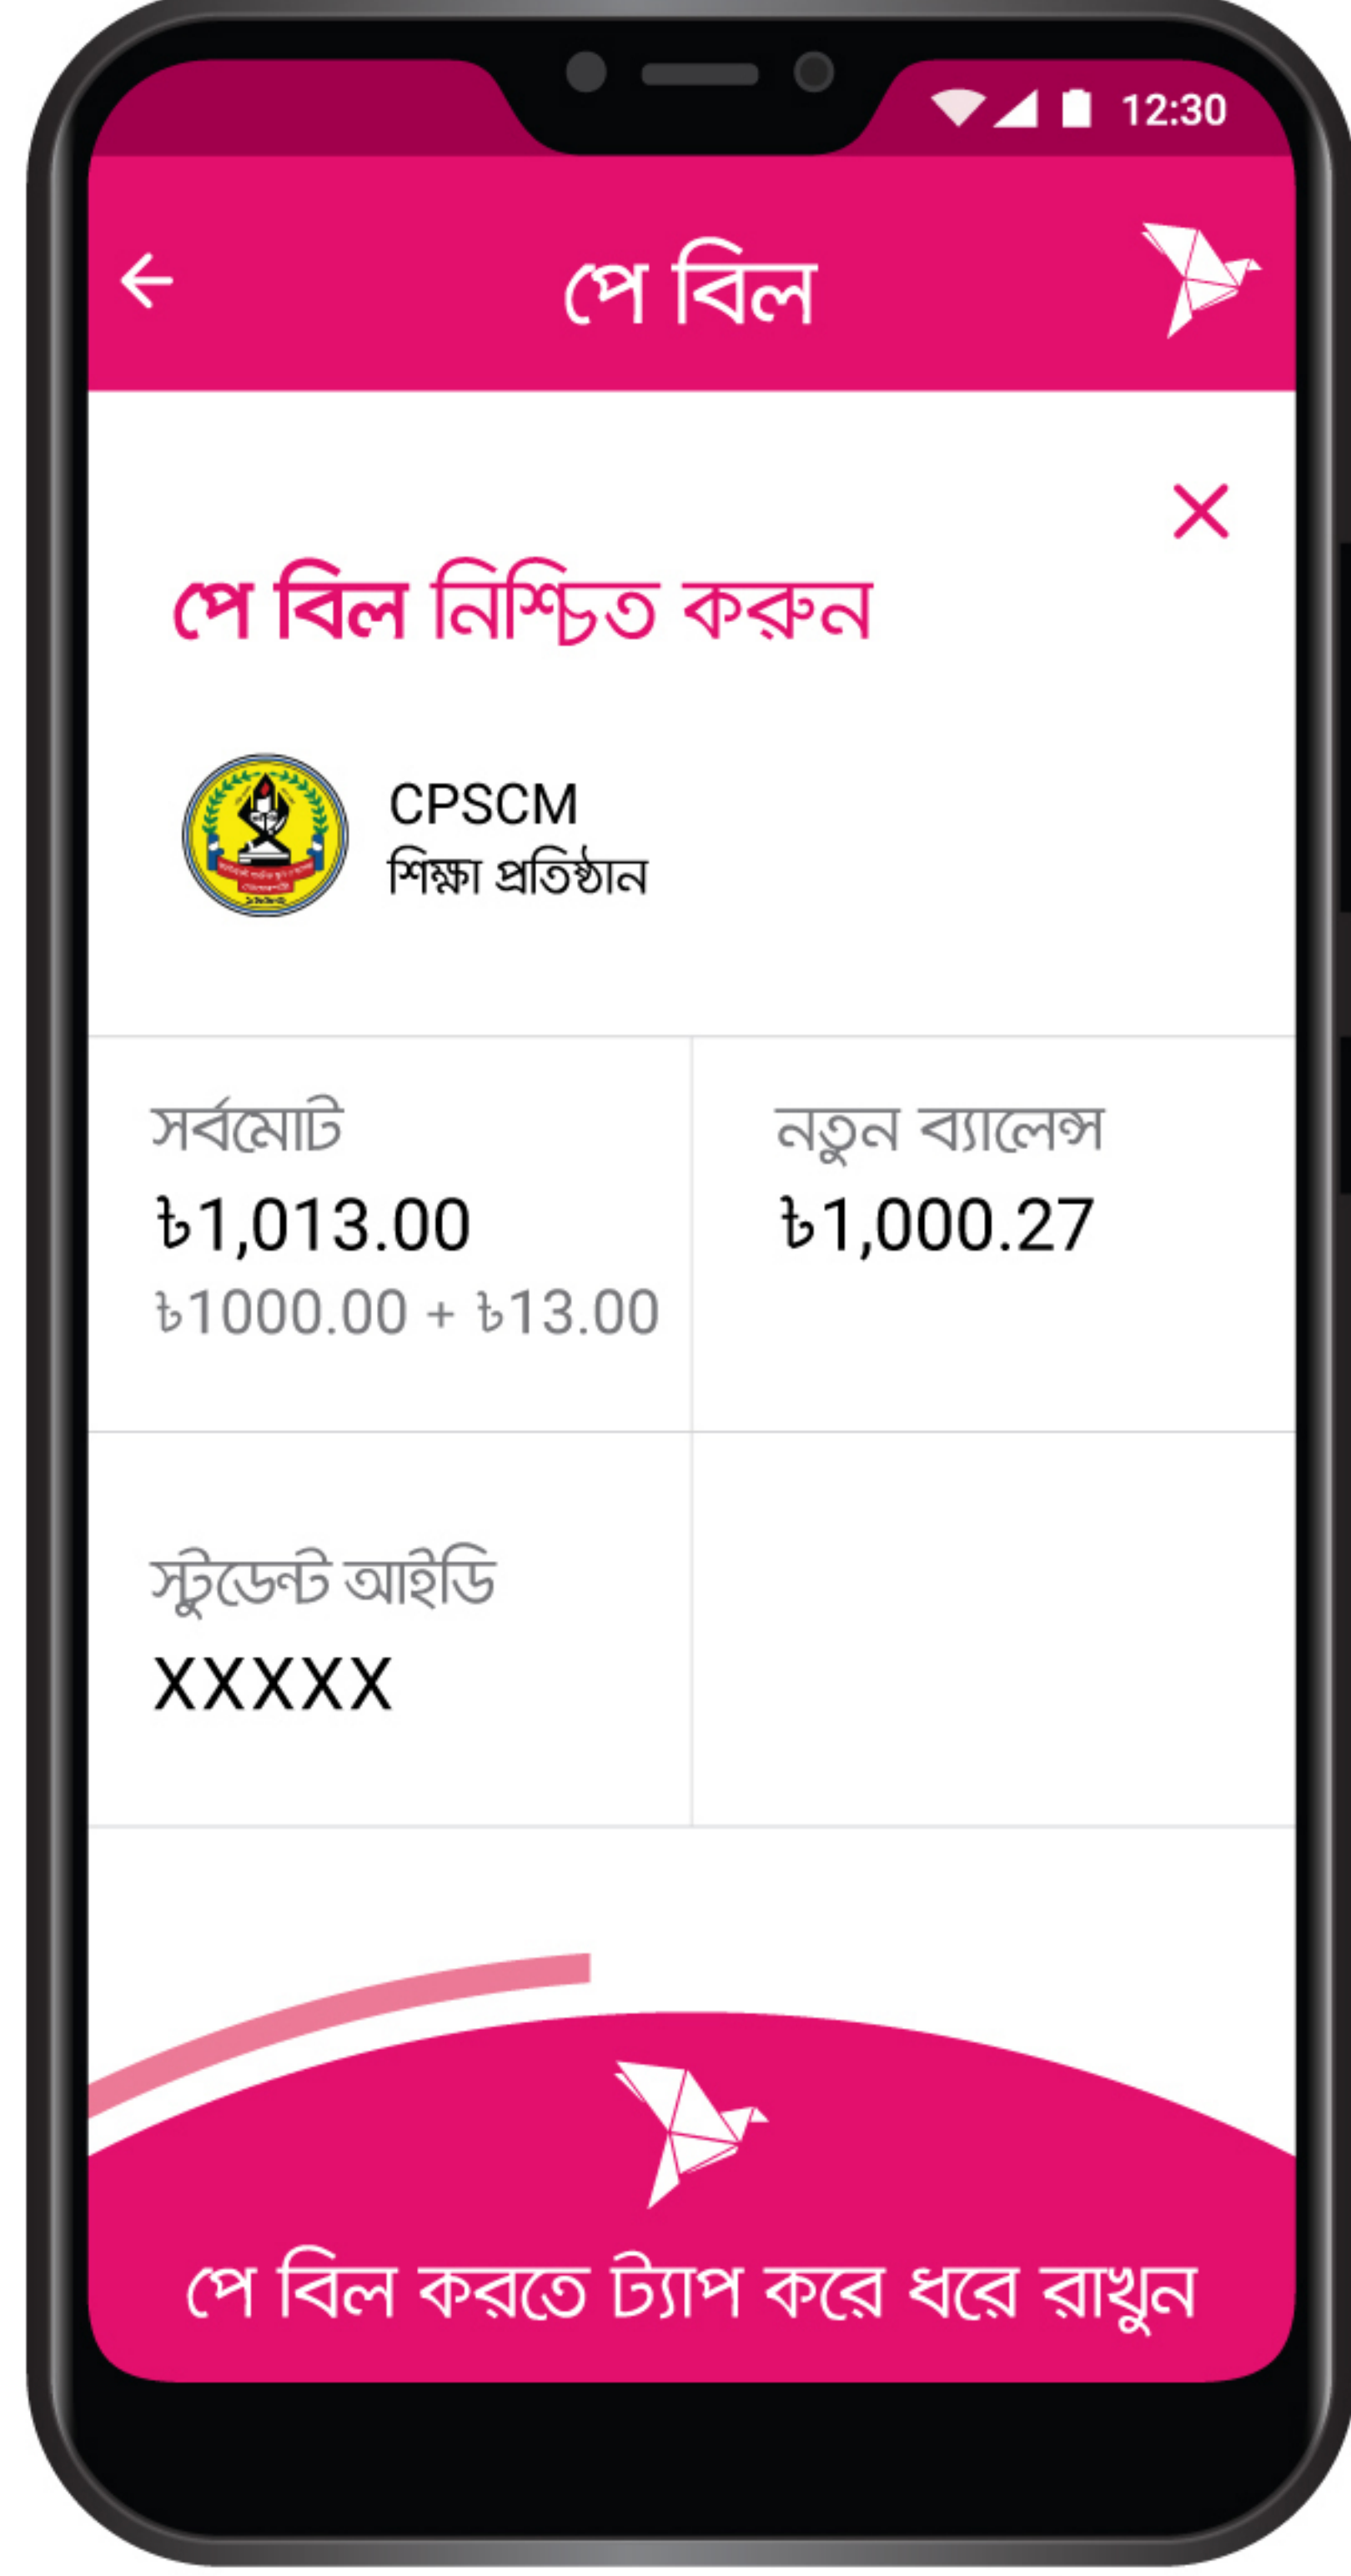 12:30
পে বিল
পে বিল নিশ্চিত করুন
CPSCM
শিক্ষা প্রতিষ্ঠান
সর্বমোট
৳1,013.00
৳1000.00 + ৳13.00
নতুন ব্যালেন্স
৳1,000.27
স্টুডেন্ট আইডি
XXXXX
পে বিল করতে ট্যাপ করে ধরে রাখুন